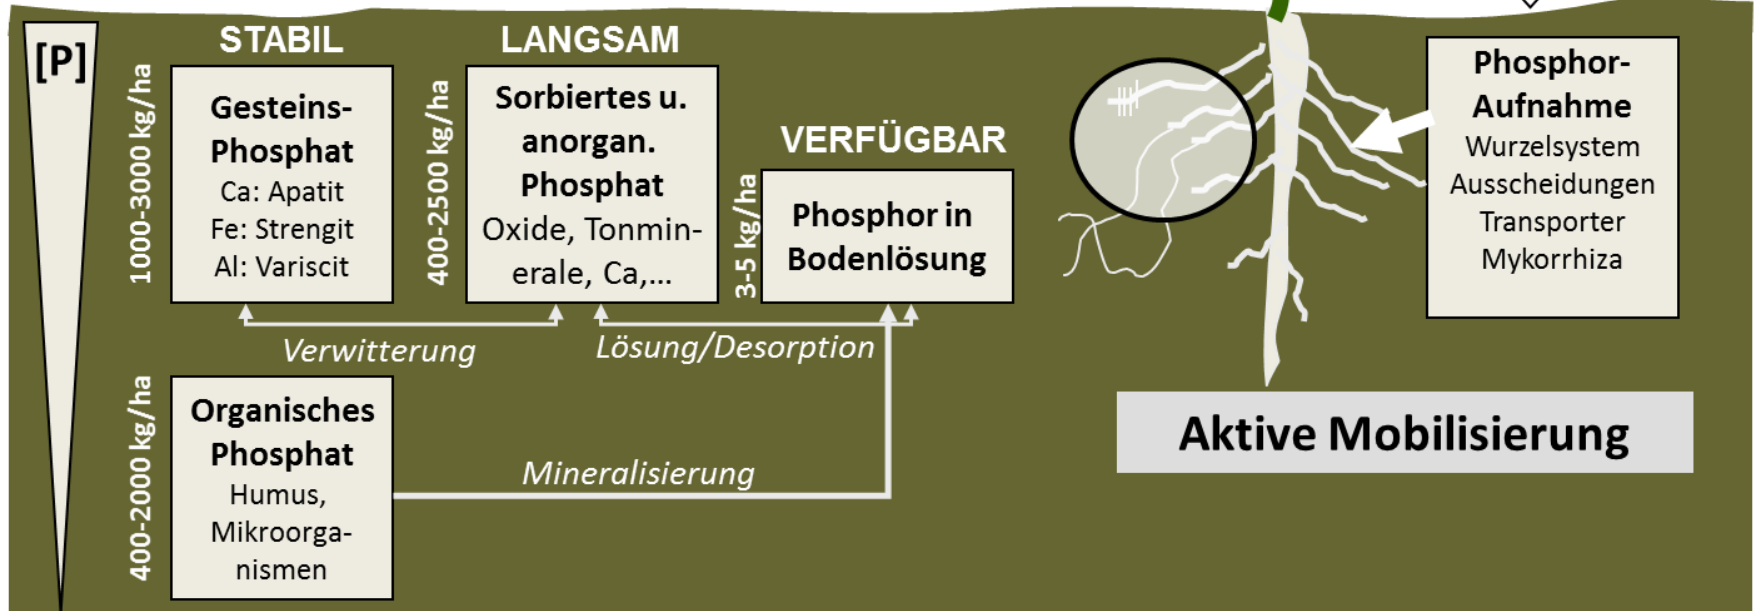 [P]
STABIL
1000-3000 kg/ha
Gesteins-
Phosphat
Ca: Apatit
Fe: Strengit
Al: Variscit
LANGSAM
400-2500 kg/ha
Sorbiertes u.
anorgan.
Phosphat
Oxide, Tonmin-
erale, Ca,...
VERFÜGBAR
3-5 kg/ha
Phosphor in
Bodenlösung
Verwitterung
Lösung/Desorption
400-2000 kg/ha
Organisches
Phosphat
Humus,
Mikroorga-
nismen
Mineralisierung
Phosphor-
Aufnahme
Wurzelsystem
Ausscheidungen
Transporter
Mykorrhiza
Aktive Mobilisierung